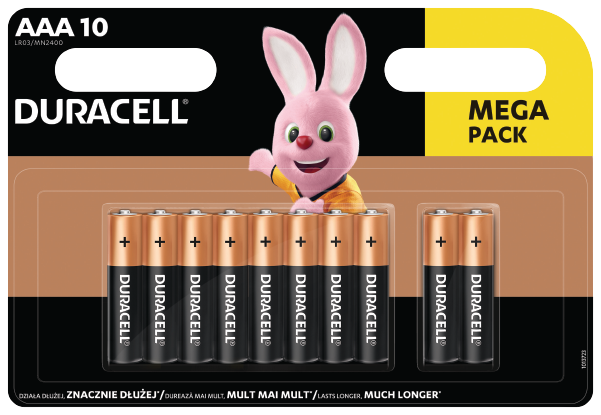 AAA 10
LR03/MN2400
DURACELL®
MEGA
PACK
+ + + + + + + + + +
DURACELL® DURACELL® DURACELL® DURACELL® DURACELL® DURACELL® DURACELL® DURACELL® DURACELL® DURACELL®
DZIAŁA DŁUŻEJ, ZNACZNIE DŁUŻEJ*/DUREAZĂ MAI MULT, MULT MAI MULT*/LASTS LONGER, MUCH LONGER*